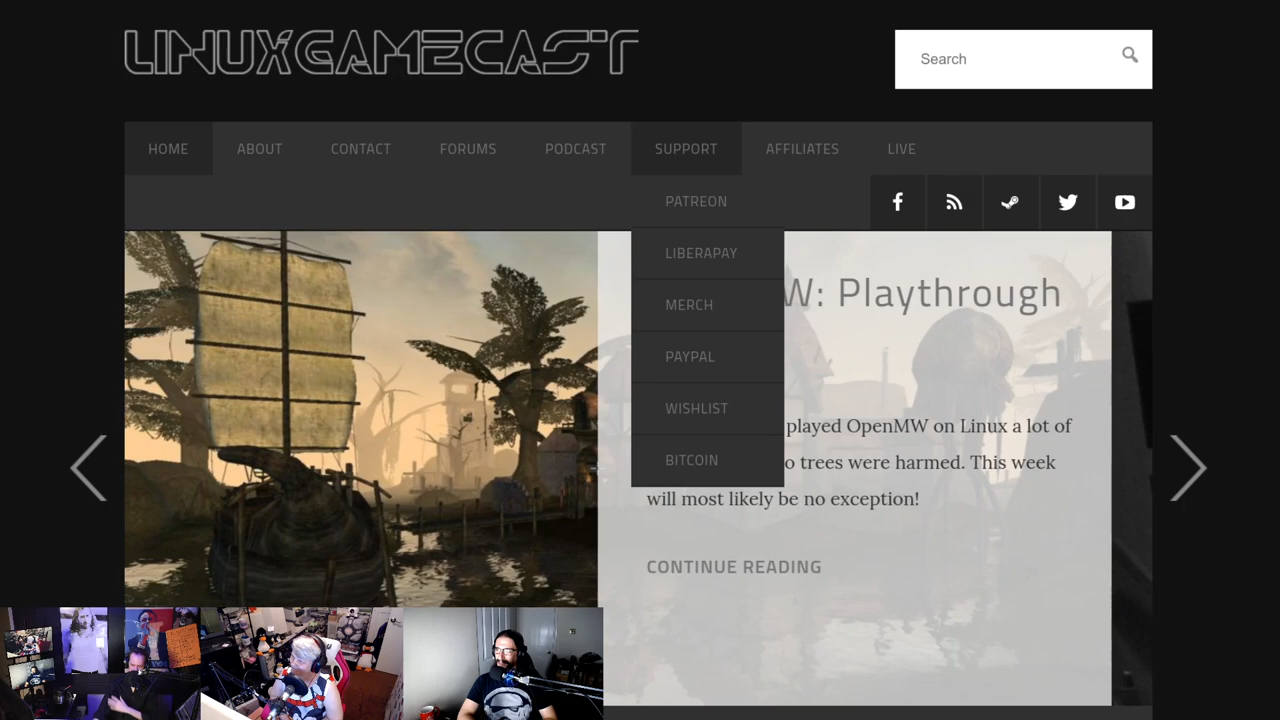 LINUXGAMECAST
Search
HOME ABOUT CONTACT FORUMS PODCAST SUPPORT AFFILIATES LIVE
PATREON
LIBERAPAY
MERCH
PAYPAL
WISHLIST
BITCOIN
W: Playthrough
played OpenMW on Linux a lot of
o trees were harmed. This week
will most likely be no exception!
CONTINUE READING